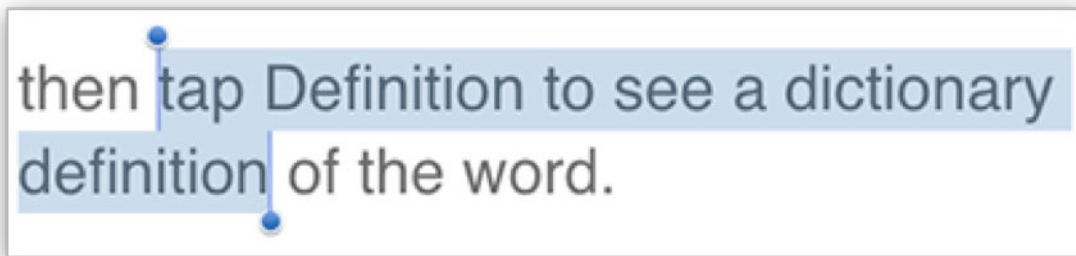 then tap Definition to see a dictionary
definition of the word.